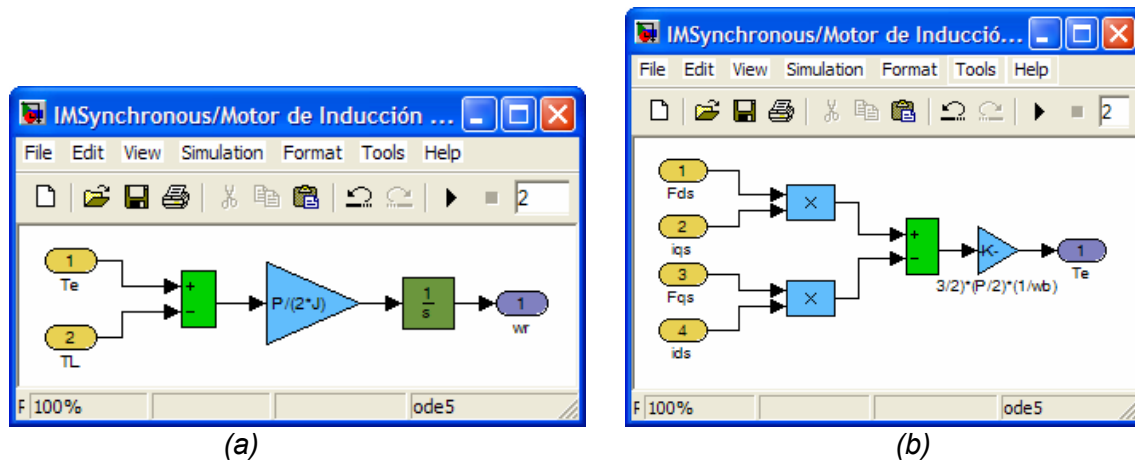 IMSynchronous/Motor de Inducción ...
File Edit View Simulation Format Tools Help
2
1
Te
2
TL
+
−
P/(2*J)
1
s
1
wr
F 100% ode5
(a)
IMSynchronous/Motor de Inducció...
File Edit View Simulation Format Tools Help
2
1
Fds
2
iqs
3
Fqs
4
ids
×
×
+
−
-K-
3/2)*(P/2)*(1/wb)
1
Te
F 100% ode5
(b)